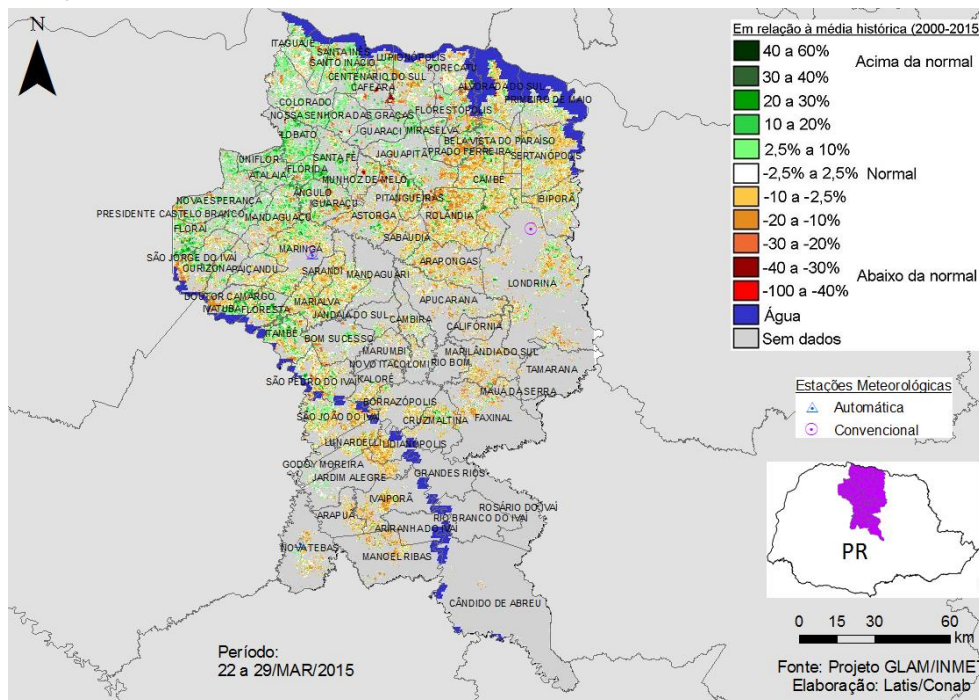 N
ITAGUAJÉ
SANTA INÊS
SANTO INÁCIO
LUPIONÓPOLIS
PORECATU
CENTENÁRIO DO SUL
CAFEARA
ALVORADA DO SUL
PRIMEIRO DE MAIO
COLORADO
FLORESTÓPOLIS
NOSSA SENHORA DAS GRAÇAS
GUARACI
MIRASELVA
BELA VISTA DO PARAÍSO
LOBATO
PRADO FERREIRA
SERTANÓPOLIS
SANTA FÉ
JAGUAPITÃ
UNIFLOR
ATALAIA
FLÓRIDA
MUNHOZ DE MELO
CAMBÉ
ÂNGULO
PITANGUEIRAS
IBIPORÃ
NOVA ESPERANÇA
IGUARAÇU
PRESIDENTE CASTELO BRANCO
MANDAGUAÇU
ASTORGA
ROLÂNDIA
FLORAÍ
SABÁUDIA
MARINGÁ
SÃO JORGE DO IVAÍ
OURIZONA
PAIÇANDU
SARANDI
MANDAGUARI
ARAPONGAS
LONDRINA
DOUTOR CAMARGO
MARIALVA
APUCARANA
IVATUBA
FLORESTA
JANDAIA DO SUL
CAMBIRA
CALIFÓRNIA
ITAMBÉ
BOM SUCESSO
MARUMBI
MARILÂNDIA DO SUL
NOVO ITACOLOMI
RIO BOM
TAMARANA
SÃO PEDRO DO IVAÍ
KALORÉ
MAUÁ DA SERRA
BORRAZÓPOLIS
SÃO JOÃO DO IVAÍ
CRUZMALTINA
FAXINAL
LUNARDELLI
LIDIANÓPOLIS
GODOY MOREIRA
JARDIM ALEGRE
GRANDES RIOS
IVAIPORÃ
ROSÁRIO DO IVAÍ
ARAPUÃ
RIO BRANCO DO IVAÍ
ARIRANHA DO IVAÍ
NOVA TEBAS
MANOEL RIBAS
CÂNDIDO DE ABREU
Período:
22 a 29/MAR/2015
Em relação à média histórica (2000-2015
40 a 60%
Acima da normal
30 a 40%
20 a 30%
10 a 20%
2,5% a 10%
-2,5% a 2,5%
Normal
-10 a -2,5%
-20 a -10%
-30 a -20%
-40 a -30%
Abaixo da normal
-100 a -40%
Água
Sem dados
Estações Meteorológicas
Automática
Convencional
PR
0 15 30 60
km
Fonte: Projeto GLAM/INME
Elaboração: Latis/Conab